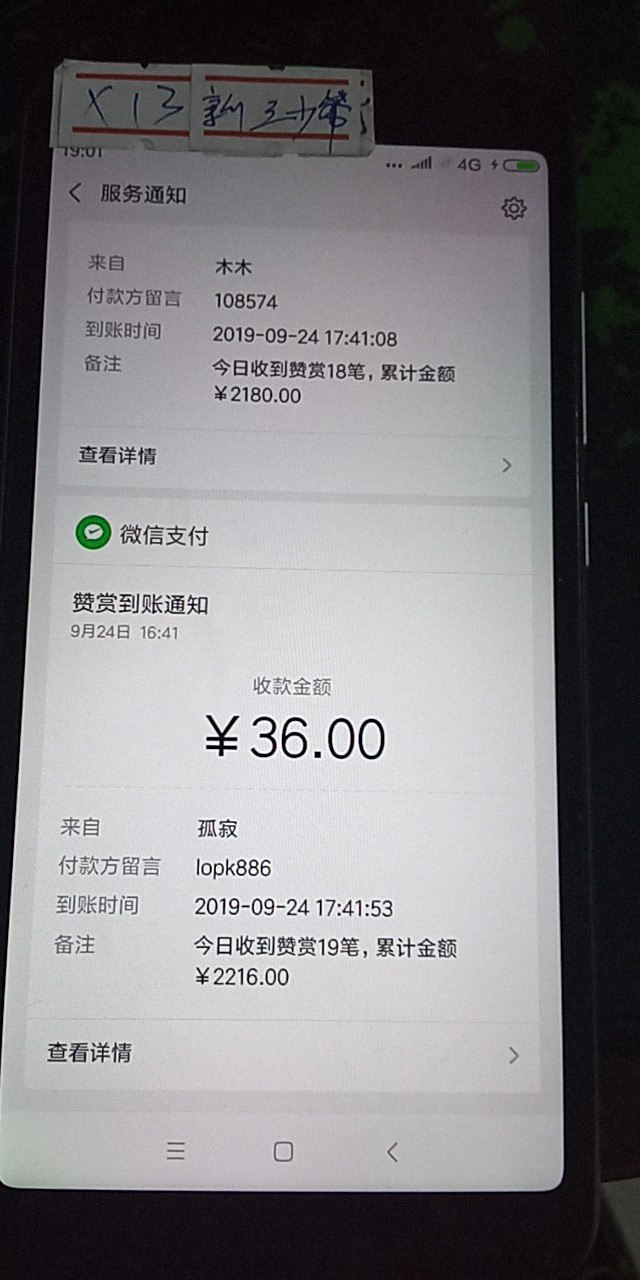 X13 新三少爷
19:01
4G
服务通知
来自 木木
付款方留言 108574
到账时间 2019-09-24 17:41:08
备注 今日收到赞赏18笔，累计金额
￥2180.00
查看详情
微信支付
赞赏到账通知
9月24日 16:41
收款金额
￥36.00
来自 孤寂
付款方留言 lopk886
到账时间 2019-09-24 17:41:53
备注 今日收到赞赏19笔，累计金额
￥2216.00
查看详情